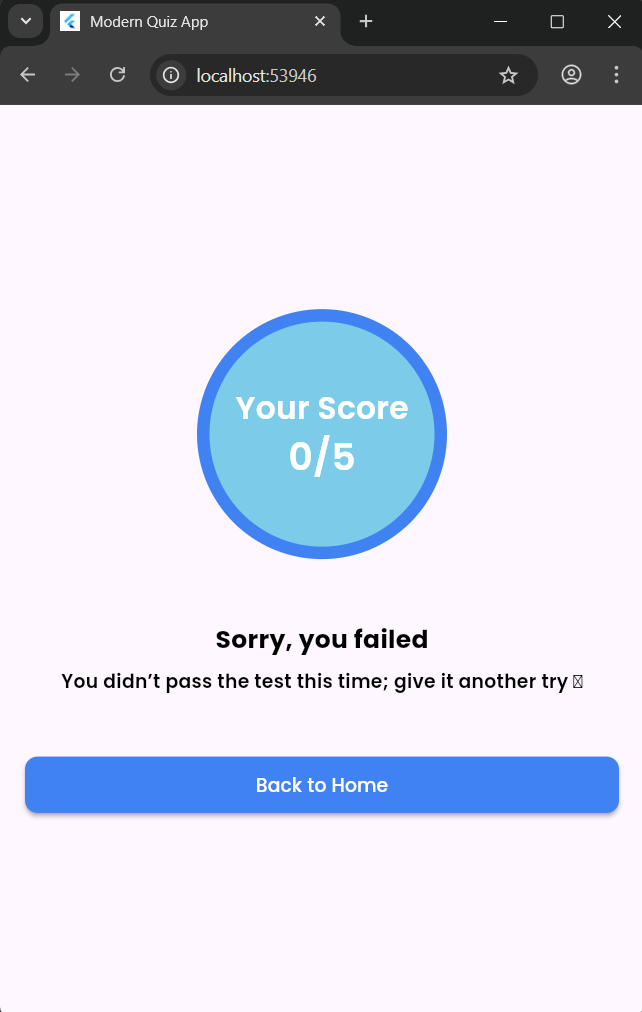 Modern Quiz App
localhost:53946
Your Score
0/5
Sorry, you failed
You didn’t pass the test this time; give it another try
Back to Home